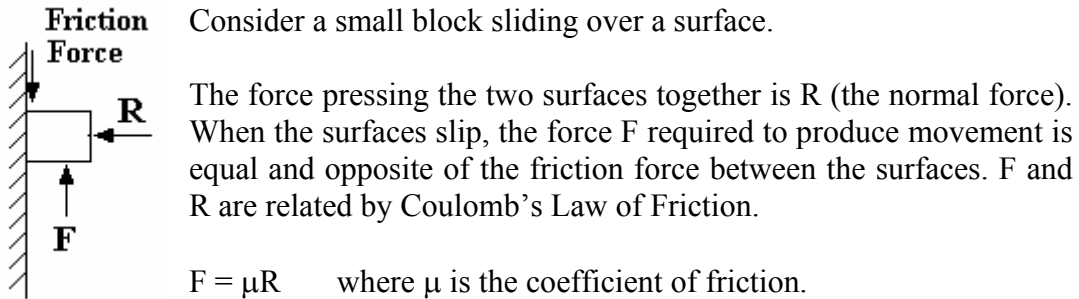 Friction
Force
R
F
Consider a small block sliding over a surface.
The force pressing the two surfaces together is R (the normal force).
When the surfaces slip, the force F required to produce movement is
equal and opposite of the friction force between the surfaces. F and
R are related by Coulomb’s Law of Friction.
F = μR where μ is the coefficient of friction.